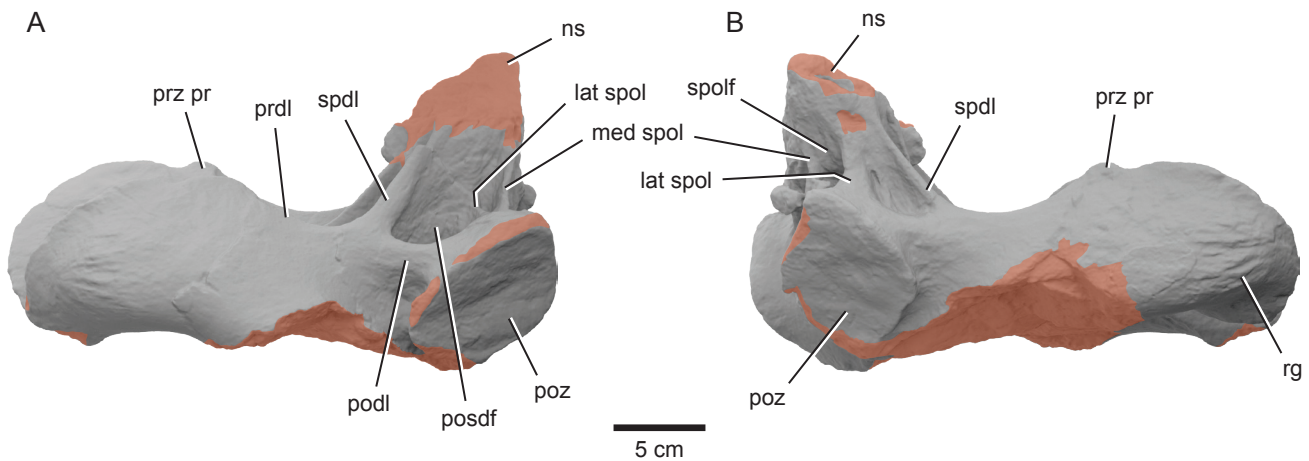 A
ns
prz pr
prdl
spdl
lat spol
med spol
podl
posdf
poz
B
ns
spolf
lat spol
spdl
prz pr
poz
rg
5 cm